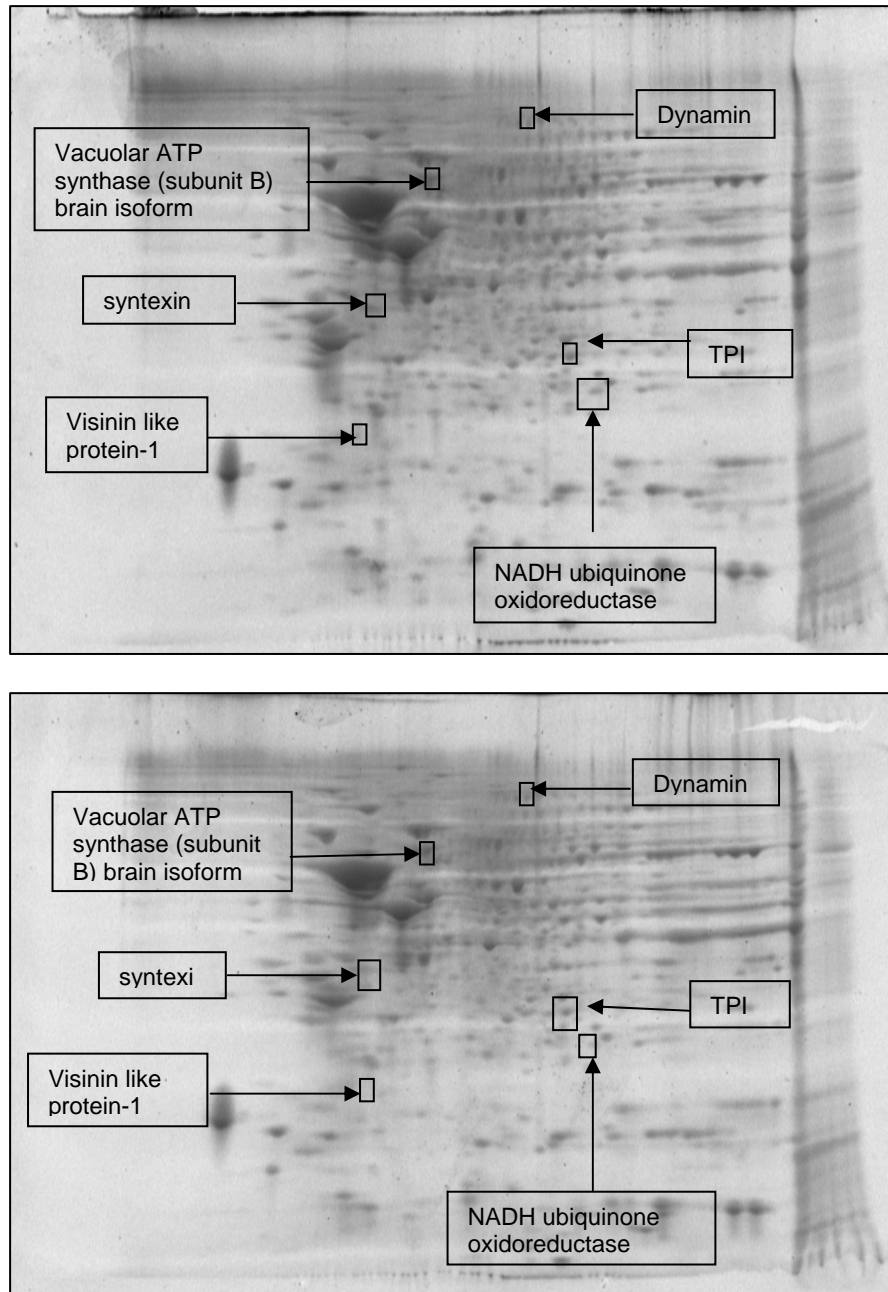 Dynamin
Vacuolar ATP
synthase (subunit B)
brain isoform
syntexin
TPI
Visinin like
protein-1
NADH ubiquinone
oxidoreductase
Dynamin
Vacuolar ATP
synthase (subunit
B) brain isoform
syntexi
TPI
Visinin like
protein-1
NADH ubiquinone
oxidoreductase